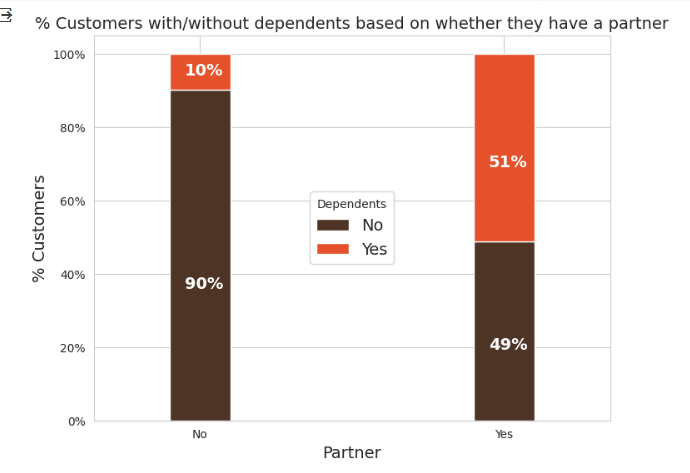 % Customers with/without dependents based on whether they have a partner
100%
10%
80%
51%
60%
Dependents
No
Yes
% Customers
40%
90%
49%
20%
0%
No
Yes
Partner